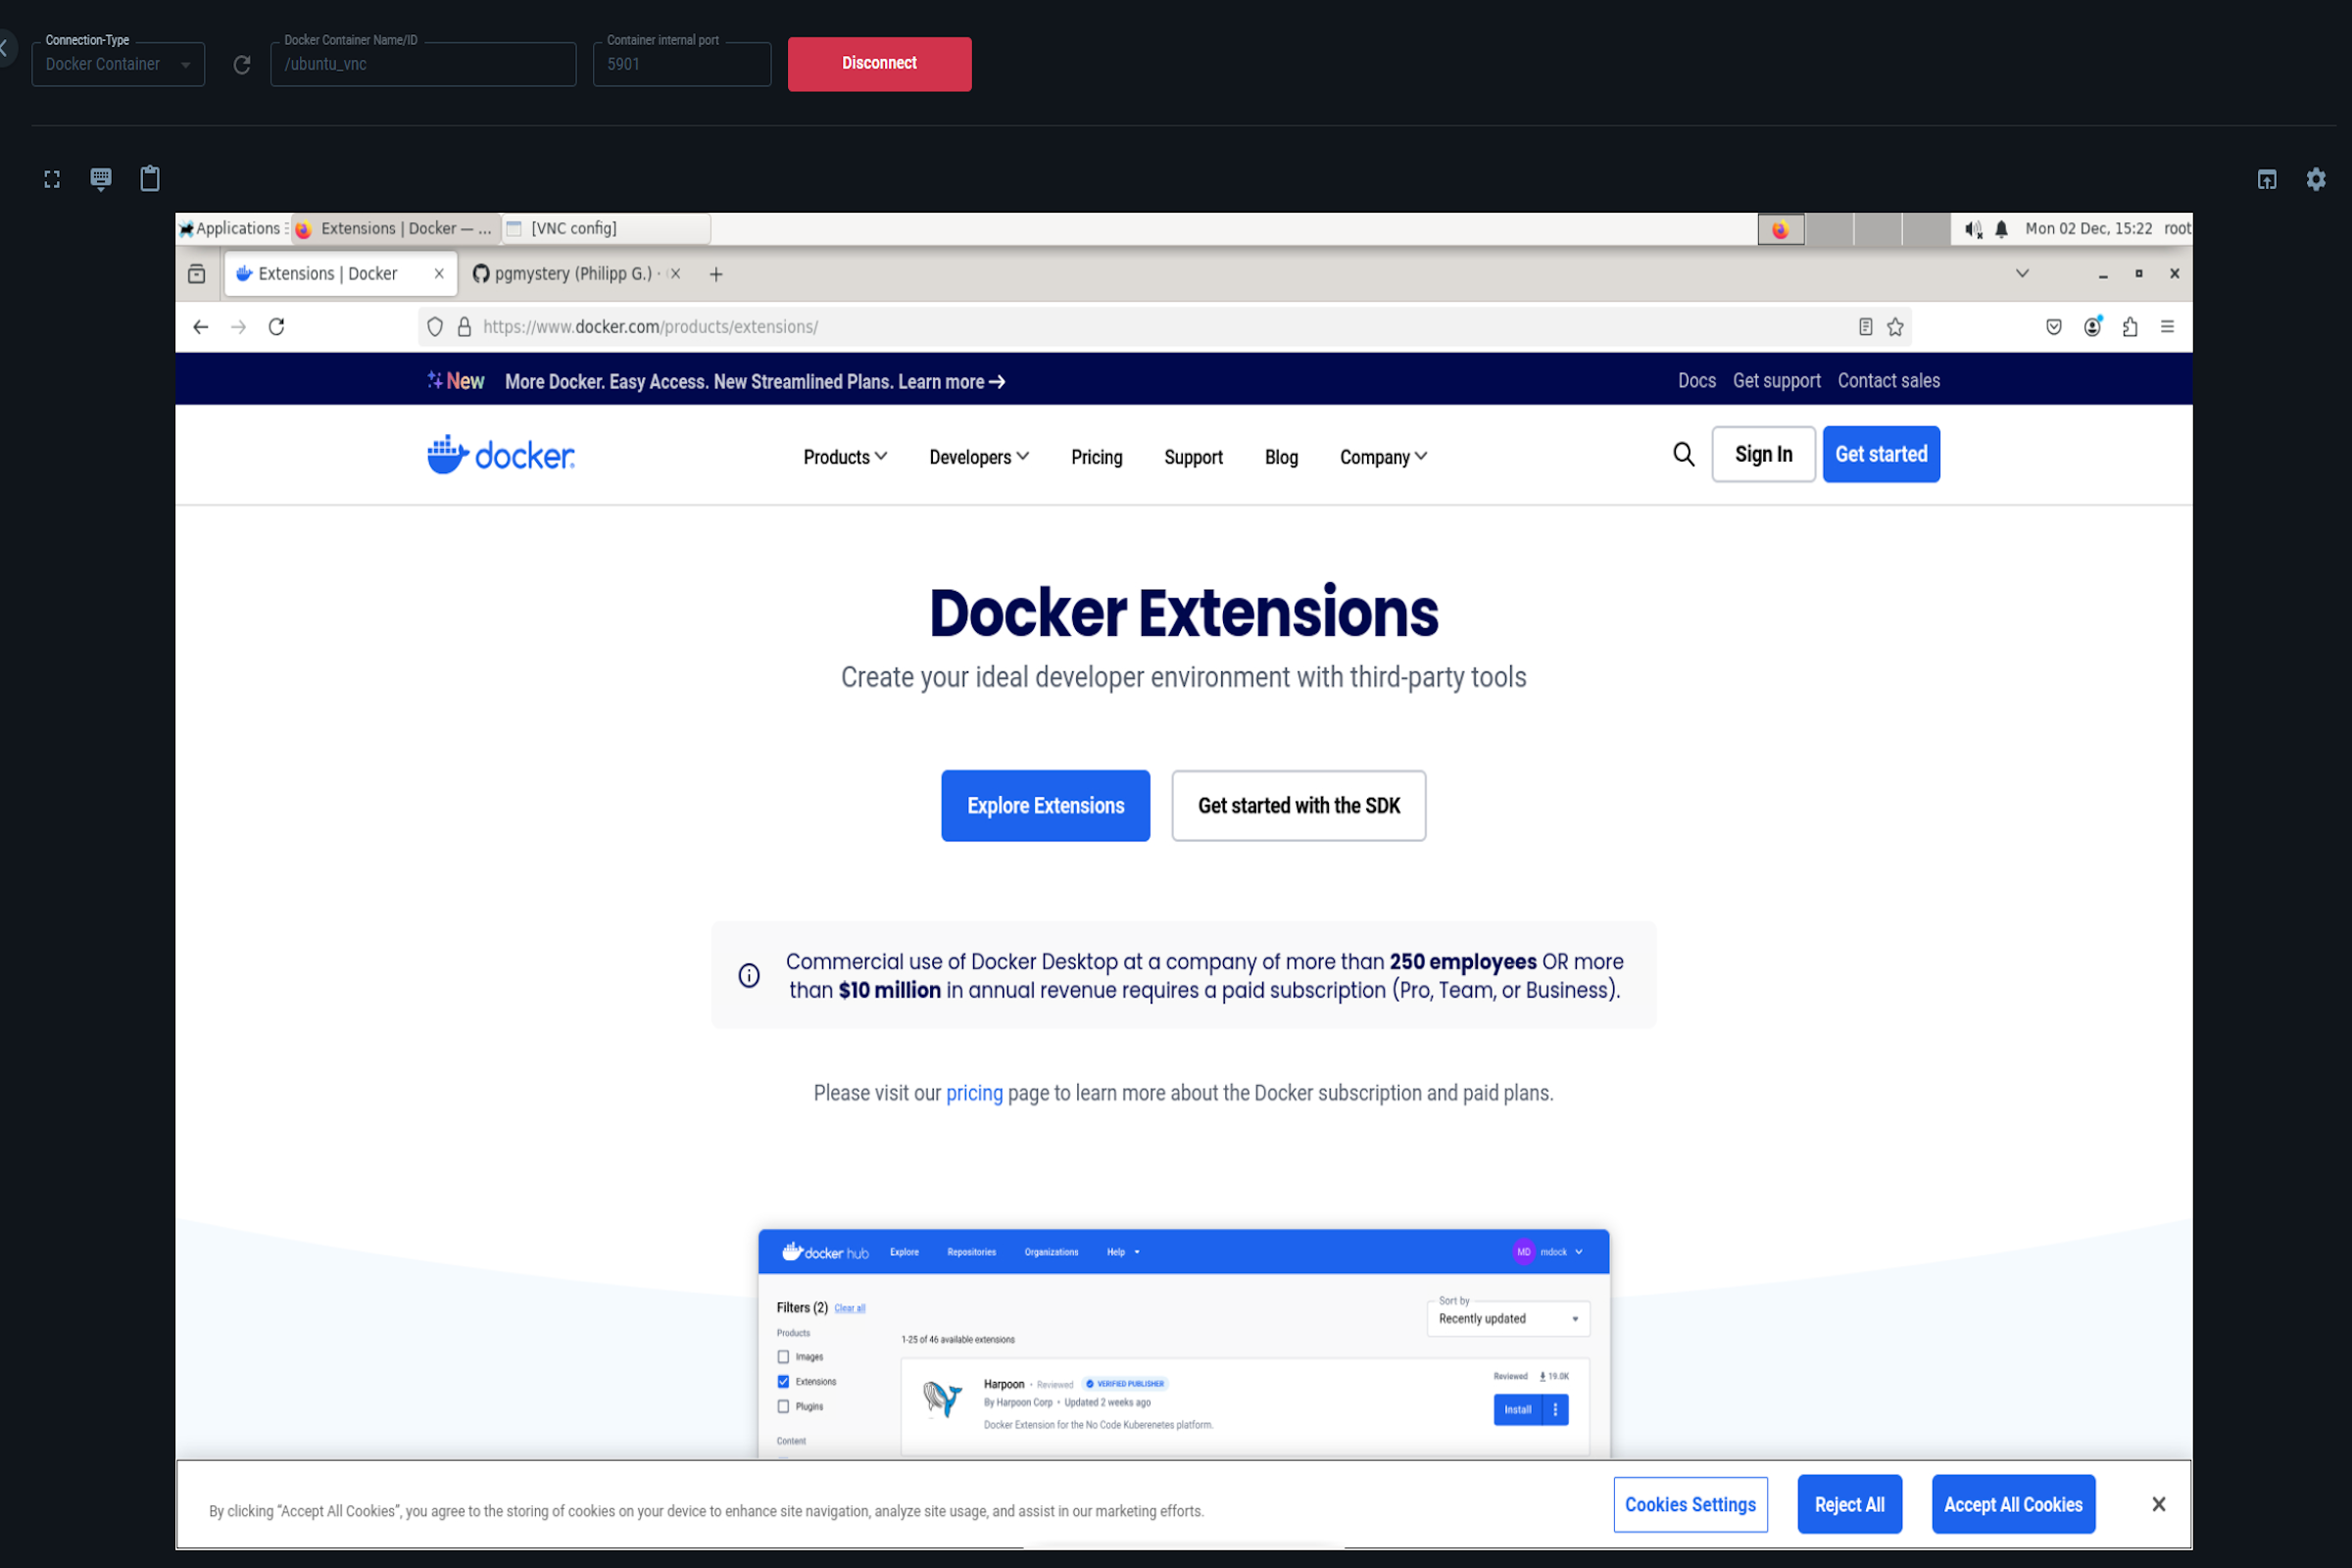 Connection-Type
Docker Container
Docker Container Name/ID
/ubuntu_vnc
Container internal port
5901
Disconnect
Applications
Extensions | Docker — ...
[VNC config]
Mon 02 Dec, 15:22 root
Extensions | Docker
pgmystery (Philipp G.) ·
https://www.docker.com/products/extensions/
New More Docker. Easy Access. New Streamlined Plans. Learn more →
Docs Get support Contact sales
docker
Products Developers Pricing Support Blog Company
Sign In
Get started
Docker Extensions
Create your ideal developer environment with third-party tools
Explore Extensions
Get started with the SDK
Commercial use of Docker Desktop at a company of more than 250 employees OR more
than $10 million in annual revenue requires a paid subscription (Pro, Team, or Business).
Please visit our pricing page to learn more about the Docker subscription and paid plans.
docker hub Explore Repositories Organizations Help
MD mdock
Filters (2) Clear all
Sort by
Recently updated
Products
1-25 of 46 available extensions
Images
Extensions
Plugins
Content
Harpoon • Reviewed VERIFIED PUBLISHER
By Harpoon Corp • Updated 2 weeks ago
Docker Extension for the No Code Kuberenetes platform.
Reviewed 19.0K
Install
By clicking “Accept All Cookies”, you agree to the storing of cookies on your device to enhance site navigation, analyze site usage, and assist in our marketing efforts.
Cookies Settings
Reject All
Accept All Cookies